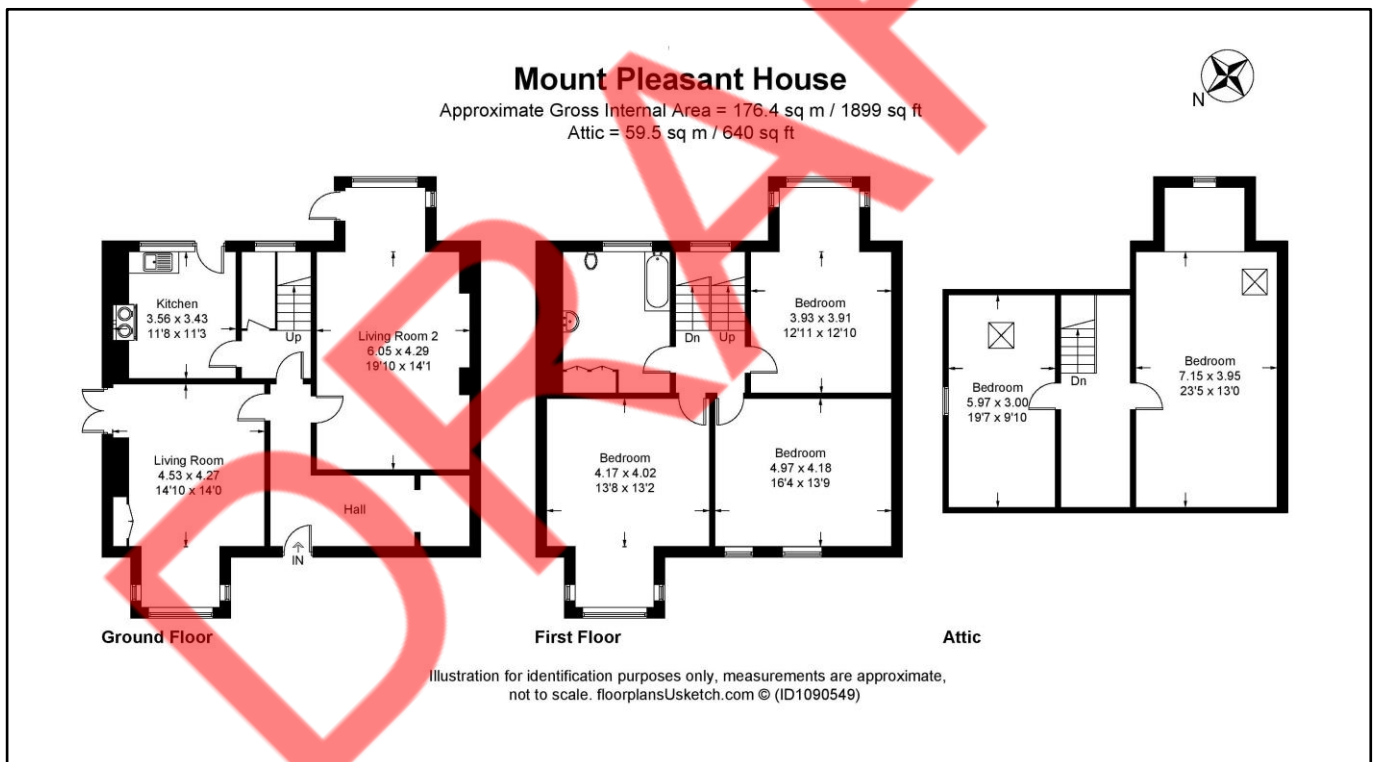 Mount Pleasant House
Approximate Gross Internal Area = 176.4 sq m / 1899 sq ft
Attic = 59.5 sq m / 640 sq ft
N
Kitchen
3.56 x 3.43
11'8 x 11'3
Up
Living Room 2
6.05 x 4.29
19'10 x 14'1
Living Room
4.53 x 4.27
14'10 x 14'0
Hall
IN
Ground Floor
Dn
Up
Bedroom
3.93 x 3.91
12'11 x 12'10
Bedroom
4.17 x 4.02
13'8 x 13'2
Bedroom
4.97 x 4.18
16'4 x 13'9
First Floor
Bedroom
5.97 x 3.00
19'7 x 9'10
Dn
Bedroom
7.15 x 3.95
23'5 x 13'0
Attic
Illustration for identification purposes only, measurements are approximate,
not to scale. floorplansUsketch.com © (ID1090549)
DRA